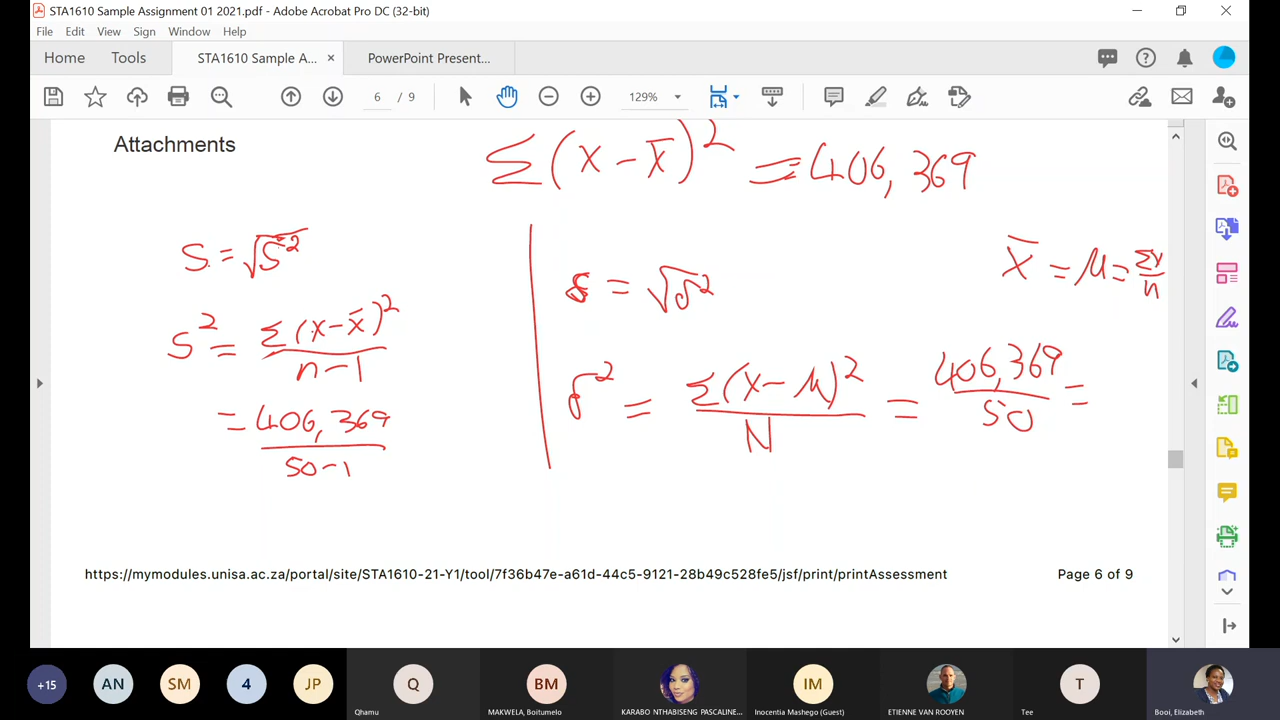 STA1610 Sample Assignment 01 2021.pdf - Adobe Acrobat Pro DC (32-bit)
File Edit View Sign Window Help
Home Tools STA1610 Sample A... × PowerPoint Present...
6 / 9 129%
Attachments
Σ(x - x̄)² = 406,369
S = √S²
x̄ = μ = Σx/n
σ = √σ²
S² = Σ(x-x̄)²/n-1
σ² = Σ(x-μ)²/N = 406,369/50 =
= 406,369/50-1
https://mymodules.unisa.ac.za/portal/site/STA1610-21-Y1/tool/7f36b47e-a61d-44c5-9121-28b49c528fe5/jsf/print/printAssessment Page 6 of 9
+15 AN SM 4 JP Q BM IM T
Qhamu MAKWELA, Boitumelo KARABO NTHABISENG PASCALINE... Inocentia Mashego (Guest) ETIENNE VAN ROOYEN Tee Booi, Elizabeth